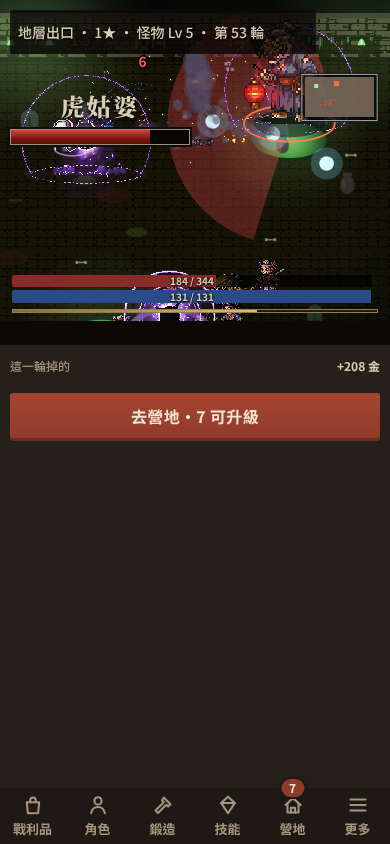 地層出口 · 1★ · 怪物 Lv 5 · 第 53 輪
6
虎姑婆
184 / 344
131 / 131
這一輪掉的 +208 金
去營地 · 7 可升級
7
戰利品 角色 鍛造 技能 營地 更多